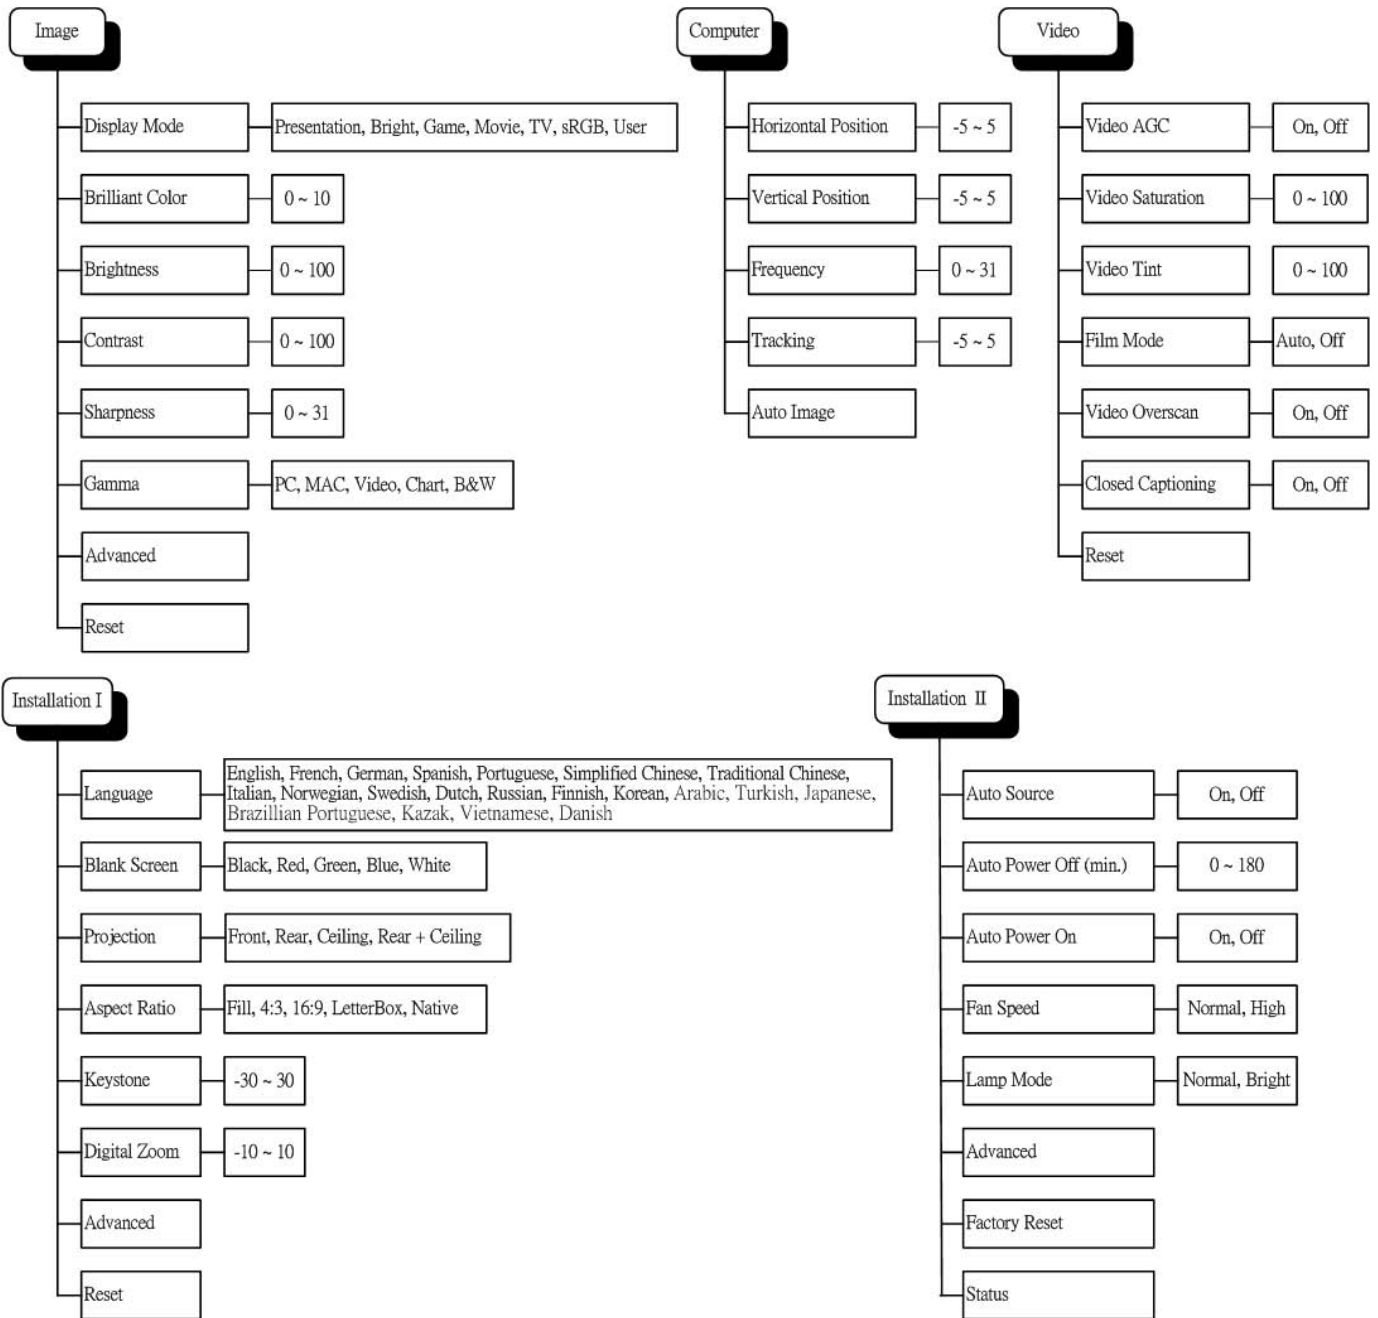 Image
Display Mode
Presentation, Bright, Game, Movie, TV, sRGB, User
Brilliant Color
0 ~ 10
Brightness
0 ~ 100
Contrast
0 ~ 100
Sharpness
0 ~ 31
Gamma
PC, MAC, Video, Chart, B&W
Advanced
Reset
Computer
Horizontal Position
-5 ~ 5
Vertical Position
-5 ~ 5
Frequency
0 ~ 31
Tracking
-5 ~ 5
Auto Image
Video
Video AGC
On, Off
Video Saturation
0 ~ 100
Video Tint
0 ~ 100
Film Mode
Auto, Off
Video Overscan
On, Off
Closed Captioning
On, Off
Reset
Installation I
Language
English, French, German, Spanish, Portuguese, Simplified Chinese, Traditional Chinese,
Italian, Norwegian, Swedish, Dutch, Russian, Finnish, Korean, Arabic, Turkish, Japanese,
Brazillian Portuguese, Kazak, Vietnamese, Danish
Blank Screen
Black, Red, Green, Blue, White
Projection
Front, Rear, Ceiling, Rear + Ceiling
Aspect Ratio
Fill, 4:3, 16:9, LetterBox, Native
Keystone
-30 ~ 30
Digital Zoom
-10 ~ 10
Advanced
Reset
Installation II
Auto Source
On, Off
Auto Power Off (min.)
0 ~ 180
Auto Power On
On, Off
Fan Speed
Normal, High
Lamp Mode
Normal, Bright
Advanced
Factory Reset
Status